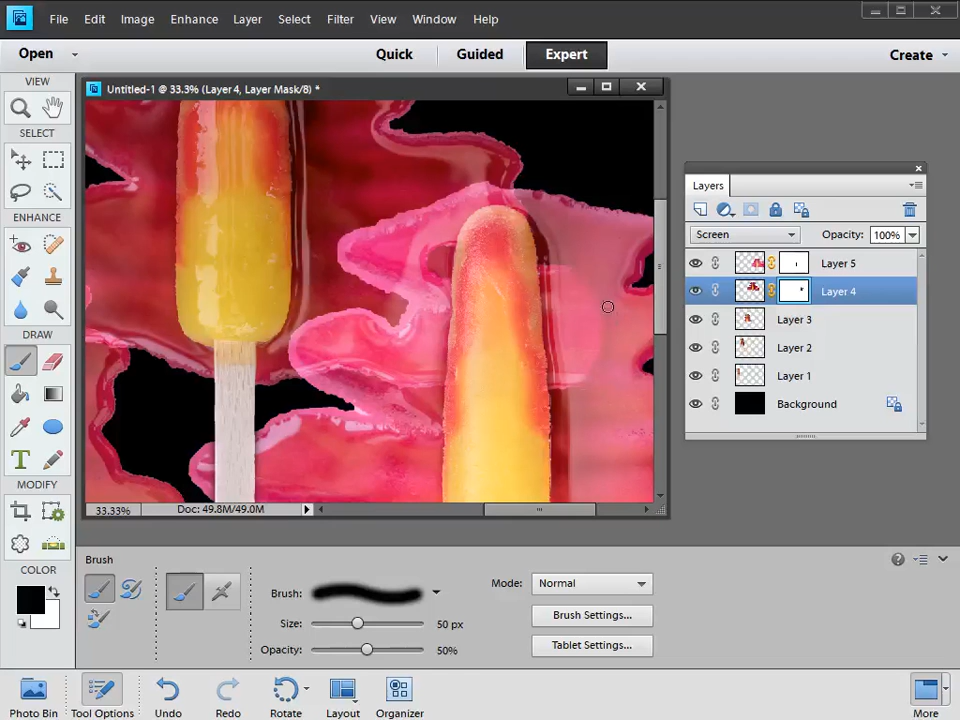 File Edit Image Enhance Layer Select Filter View Window Help
Open Quick Guided Expert Create
VIEW
SELECT
ENHANCE
DRAW
T
MODIFY
COLOR
Untitled-1 @ 33.3% (Layer 4, Layer Mask/8) *
33.33% Doc: 49.8M/49.0M
Layers
Screen Opacity: 100%
Layer 5
Layer 4
Layer 3
Layer 2
Layer 1
Background
Brush
Brush:
Size: 50 px
Opacity: 50%
Mode: Normal
Brush Settings...
Tablet Settings...
Photo Bin Tool Options Undo Redo Rotate Layout Organizer More